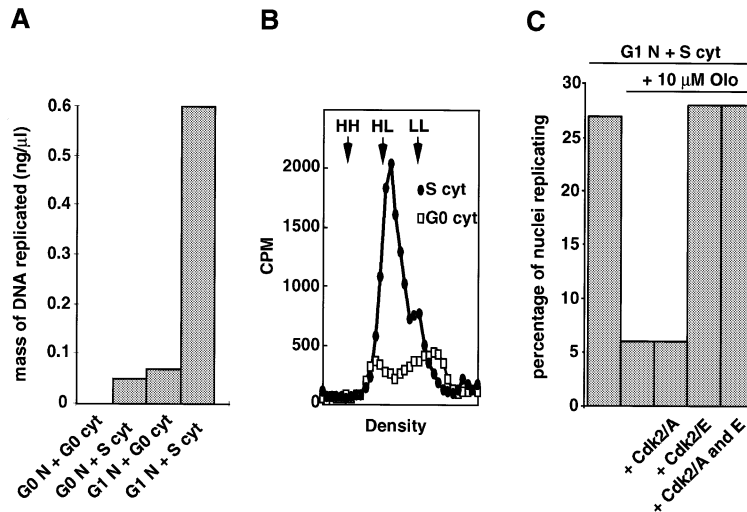 A
mass of DNA replicated (ng/µl)
0.6
0.5
0.3
0.2
0.1
0
G0 N + G0 cyt
G0 N + S cyt
G1 N + G0 cyt
G1 N + S cyt
B
HH HL LL
S cyt
G0 cyt
CPM
2000
1500
1000
500
0
Density
C
G1 N + S cyt
+ 10 µM Olo
percentage of nuclei replicating
30
25
20
15
10
5
0
+ Cdk2/A
+ Cdk2/E
+ Cdk2/A and E